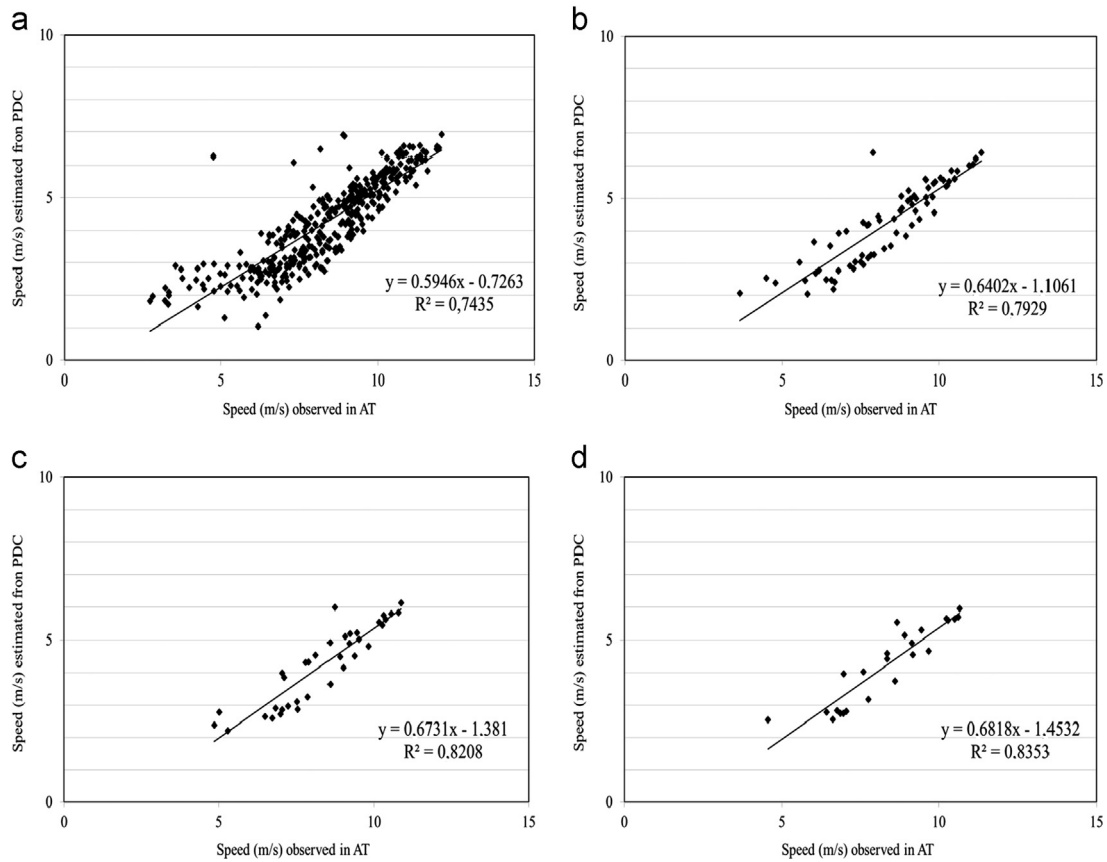 a
10
5
0
0 5 10 15
Speed (m/s) estimated fron PDC
Speed (m/s) observed in AT
y = 0.5946x - 0.7263
R² = 0,7435
b
10
5
0
0 5 10 15
Speed (m/s) estimated fron PDC
Speed (m/s) observed in AT
y = 0.6402x - 1.1061
R² = 0.7929
c
10
5
0
0 5 10 15
Speed (m/s) estimated fron PDC
Speed (m/s) observed in AT
y = 0.6731x - 1.381
R² = 0.8208
d
10
5
0
0 5 10 15
Speed (m/s) estimated fron PDC
Speed (m/s) observed in AT
y = 0.6818x - 1.4532
R² = 0.8353